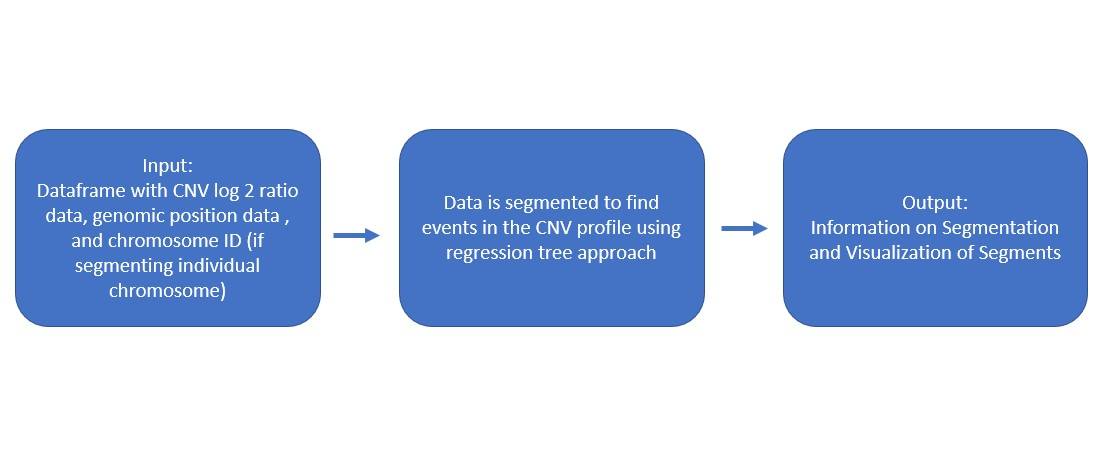 Input:
Dataframe with CNV log 2 ratio
data, genomic position data ,
and chromosome ID (if
segmenting individual
chromosome)
Data is segmented to find
events in the CNV profile using
regression tree approach
Output:
Information on Segmentation
and Visualization of Segments